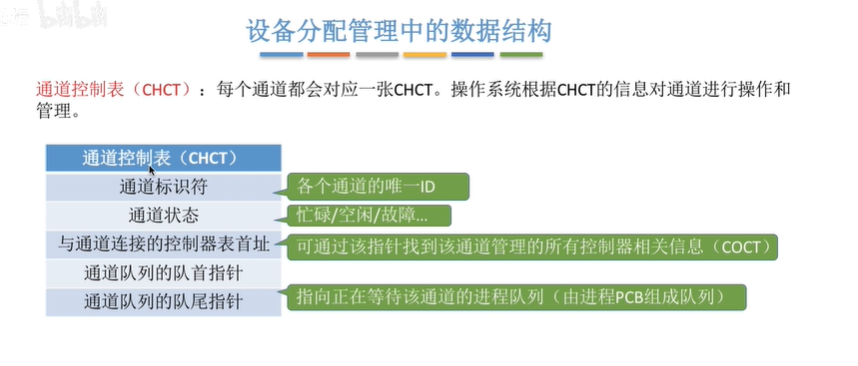 bilibili
设备分配管理中的数据结构
通道控制表（CHCT）：每个通道都会对应一张CHCT。操作系统根据CHCT的信息对通道进行操作和
管理。
通道控制表（CHCT）
通道标识符
各个通道的唯一ID
通道状态
忙碌/空闲/故障...
与通道连接的控制器表首址
可通过该指针找到该通道管理的所有控制器相关信息（COCT）
通道队列的队首指针
通道队列的队尾指针
指向正在等待该通道的进程队列（由进程PCB组成队列）